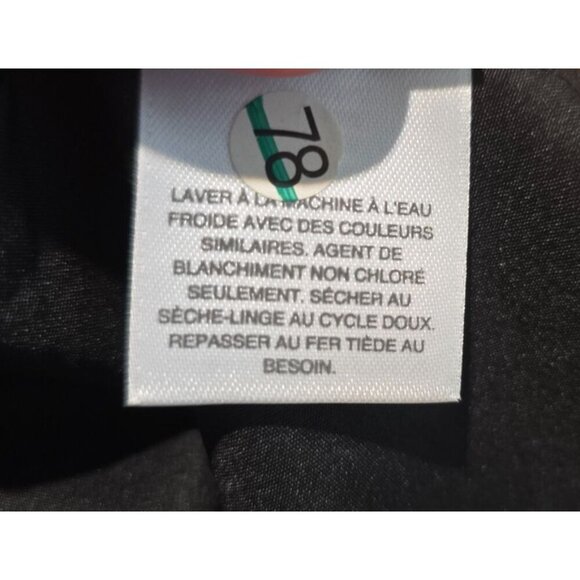 78
LAVER À LA MACHINE À L'EAU
FROIDE AVEC DES COULEURS
SIMILAIRES. AGENT DE
BLANCHIMENT NON CHLORÉ
SEULEMENT. SÉCHER AU
SÈCHE-LINGE AU CYCLE DOUX.
REPASSER AU FER TIÈDE AU
BESOIN.